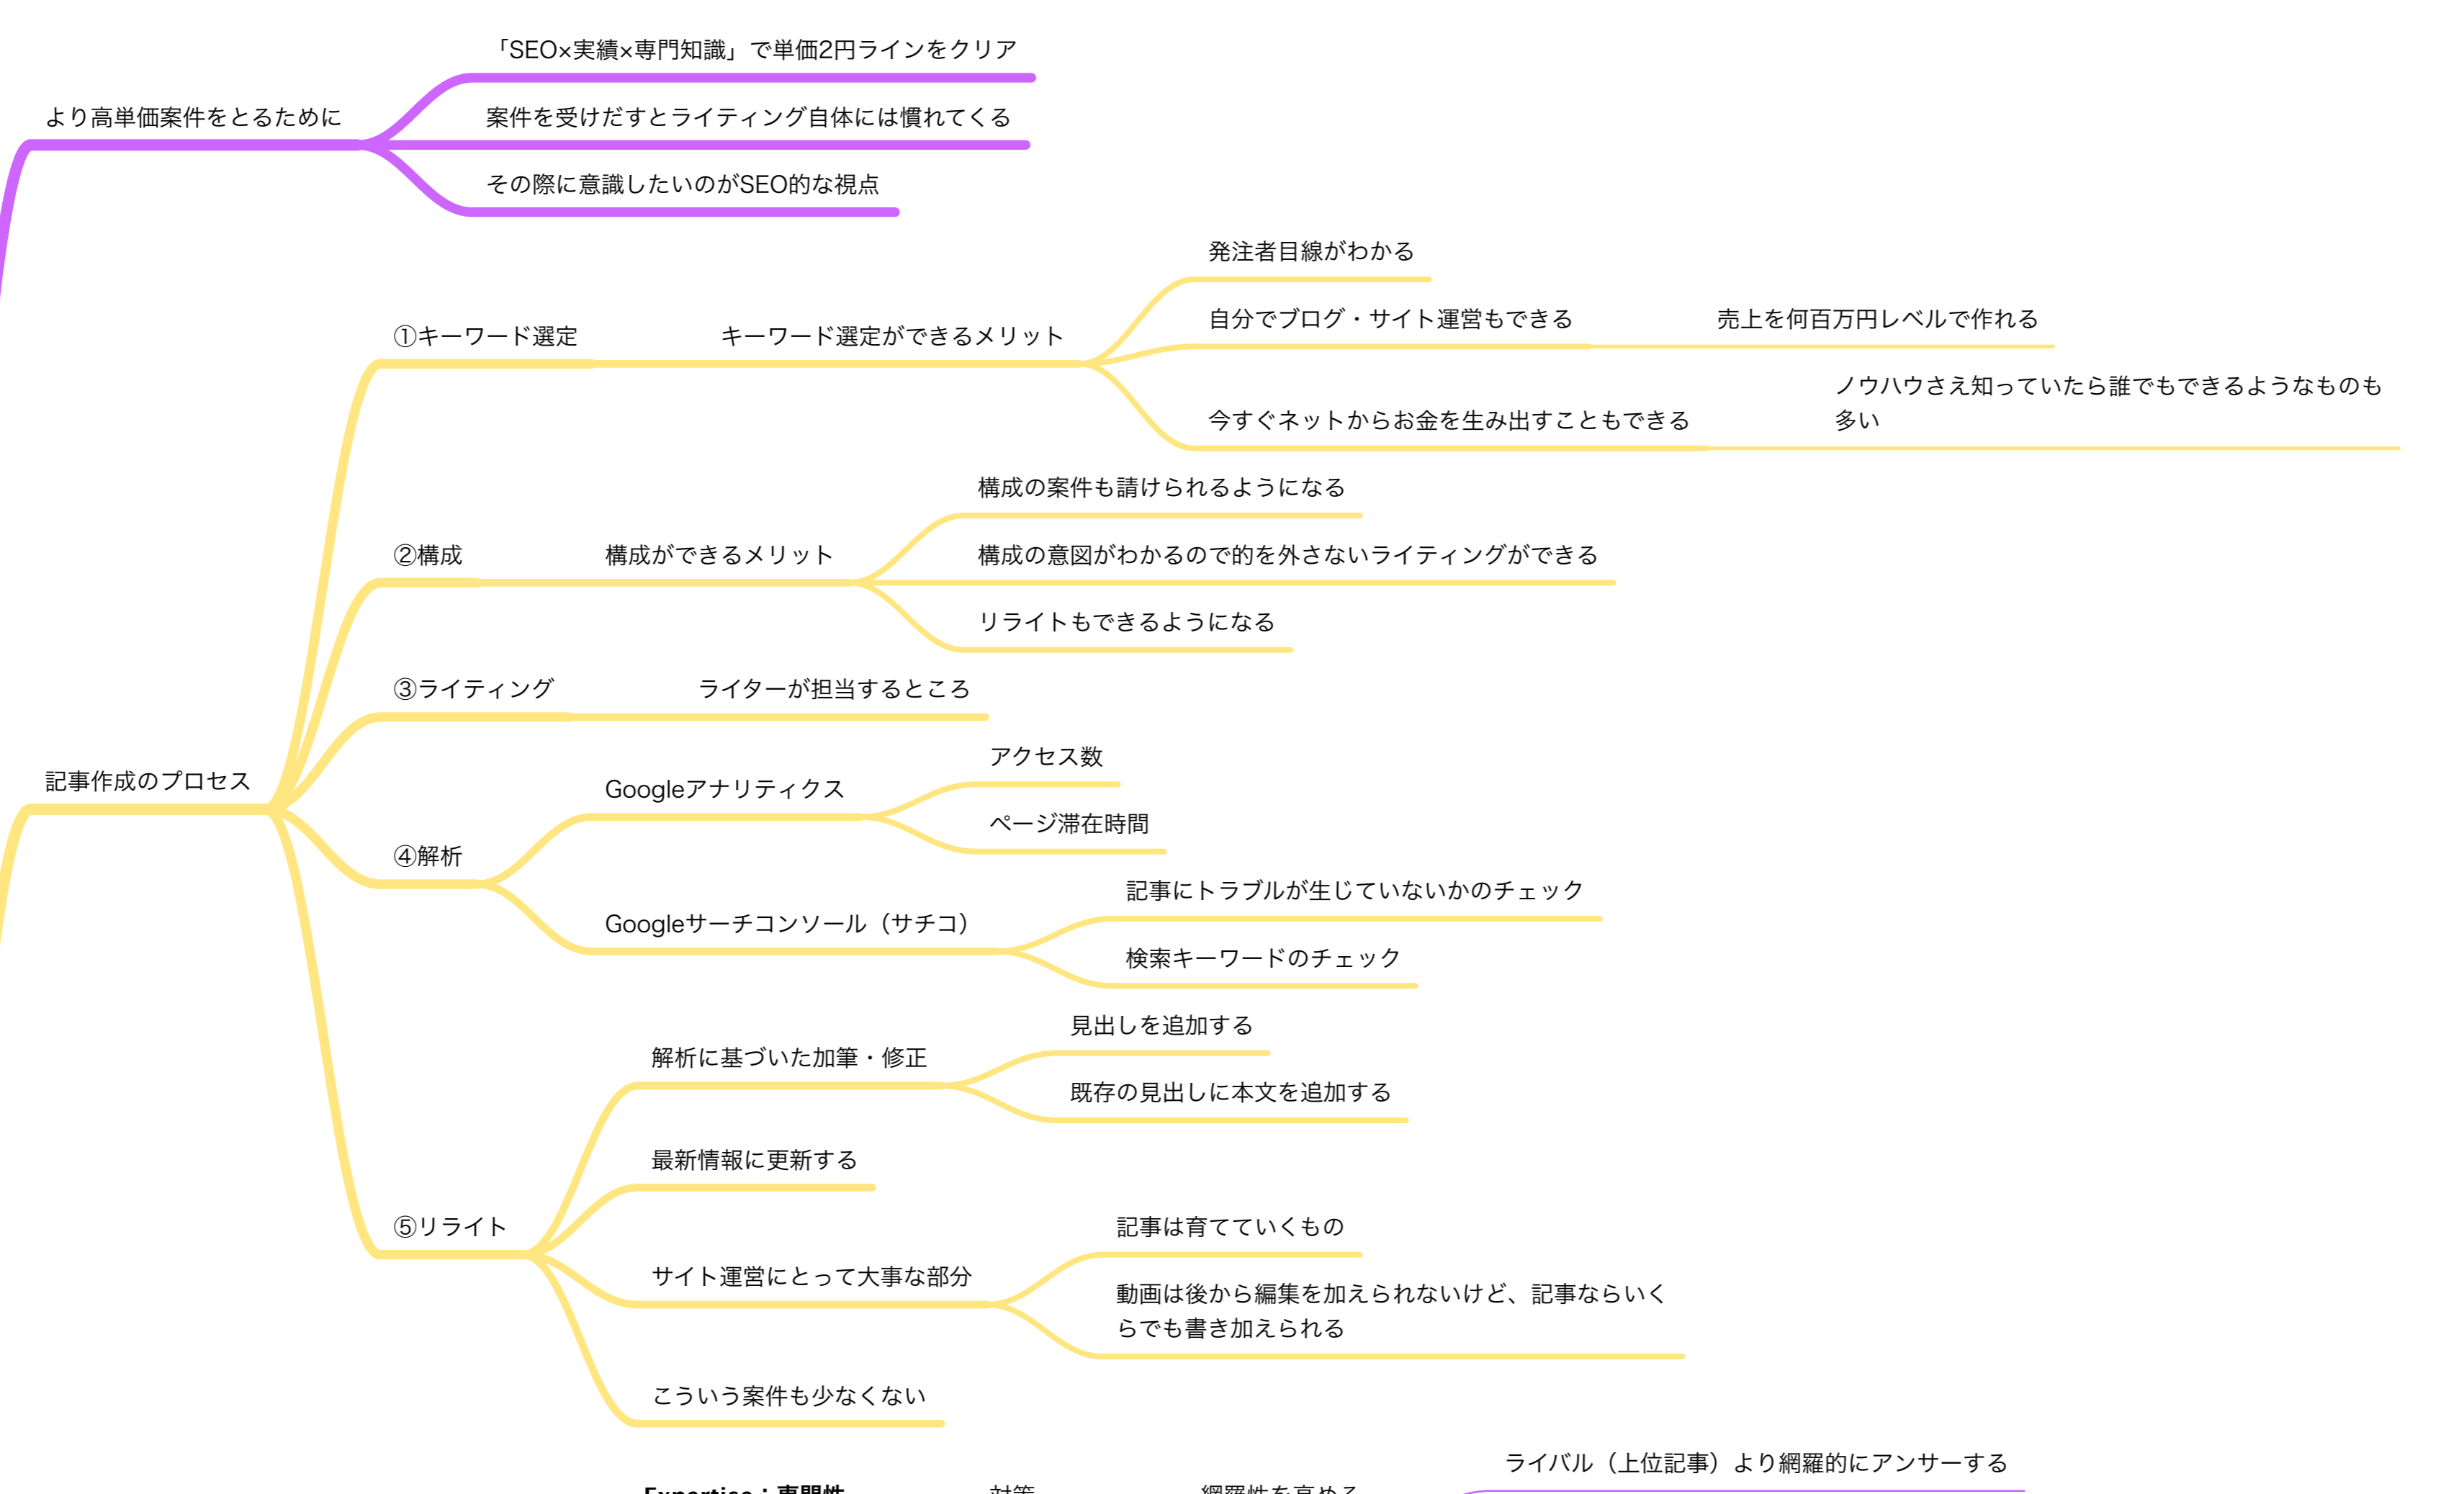 「SEO×実績×専門知識」で単価2円ラインをクリア
より高単価案件をとるために
案件を受けだすとライティング自体には慣れてくる
その際に意識したいのがSEO的な視点
発注者目線がわかる
①キーワード選定
キーワード選定ができるメリット
自分でブログ・サイト運営もできる
売上を何百万円レベルで作れる
今すぐネットからお金を生み出すこともできる
ノウハウさえ知っていたら誰でもできるようなものも
多い
構成の案件も請けられるようになる
②構成
構成ができるメリット
構成の意図がわかるので的を外さないライティングができる
リライトもできるようになる
③ライティング
ライターが担当するところ
記事作成のプロセス
アクセス数
Googleアナリティクス
ページ滞在時間
④解析
記事にトラブルが生じていないかのチェック
Googleサーチコンソール（サチコ）
検索キーワードのチェック
見出しを追加する
解析に基づいた加筆・修正
既存の見出しに本文を追加する
最新情報に更新する
⑤リライト
記事は育てていくもの
サイト運営にとって大事な部分
動画は後から編集を加えられないけど、記事ならいく
らでも書き加えられる
こういう案件も少なくない
ライバル（上位記事）より網羅的にアンサーする
Expertise：専門性
対策
網羅性を高める